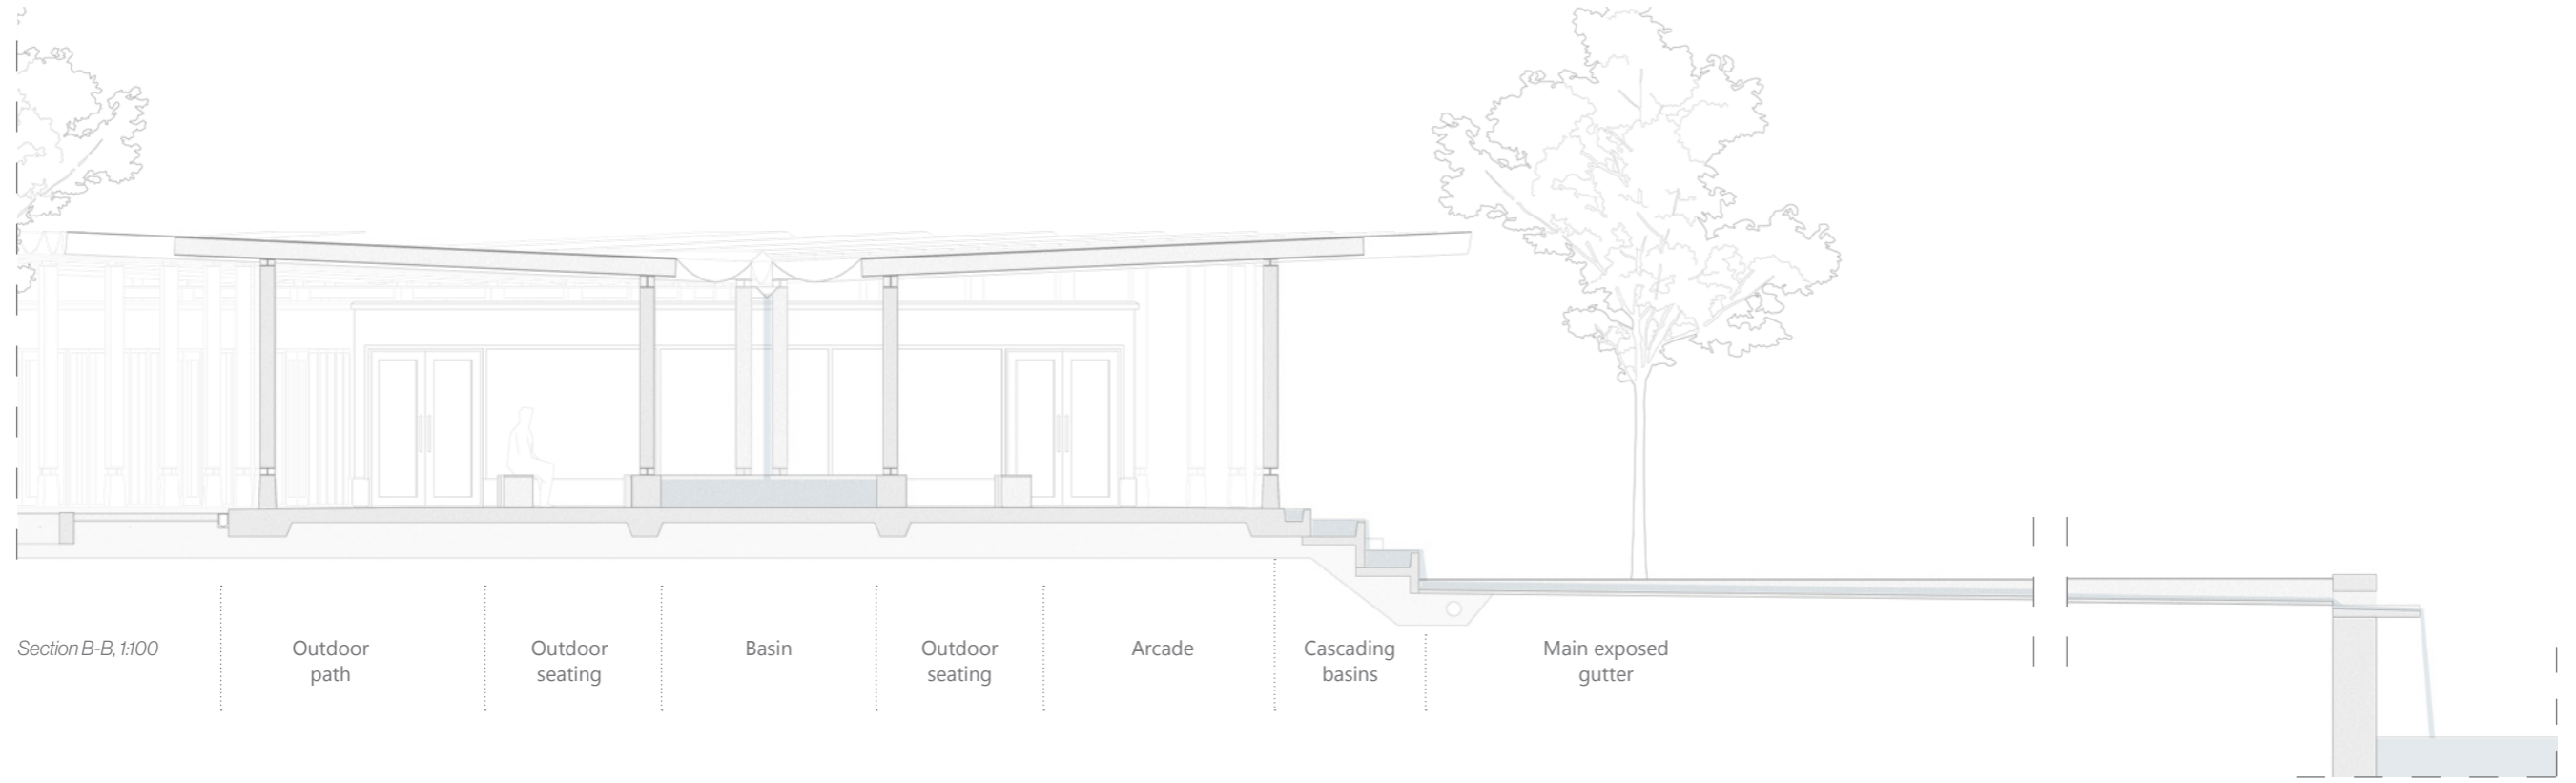 Section B-B, 1:100
Outdoor
path
Outdoor
seating
Basin
Outdoor
seating
Arcade
Cascading
basins
Main exposed
gutter